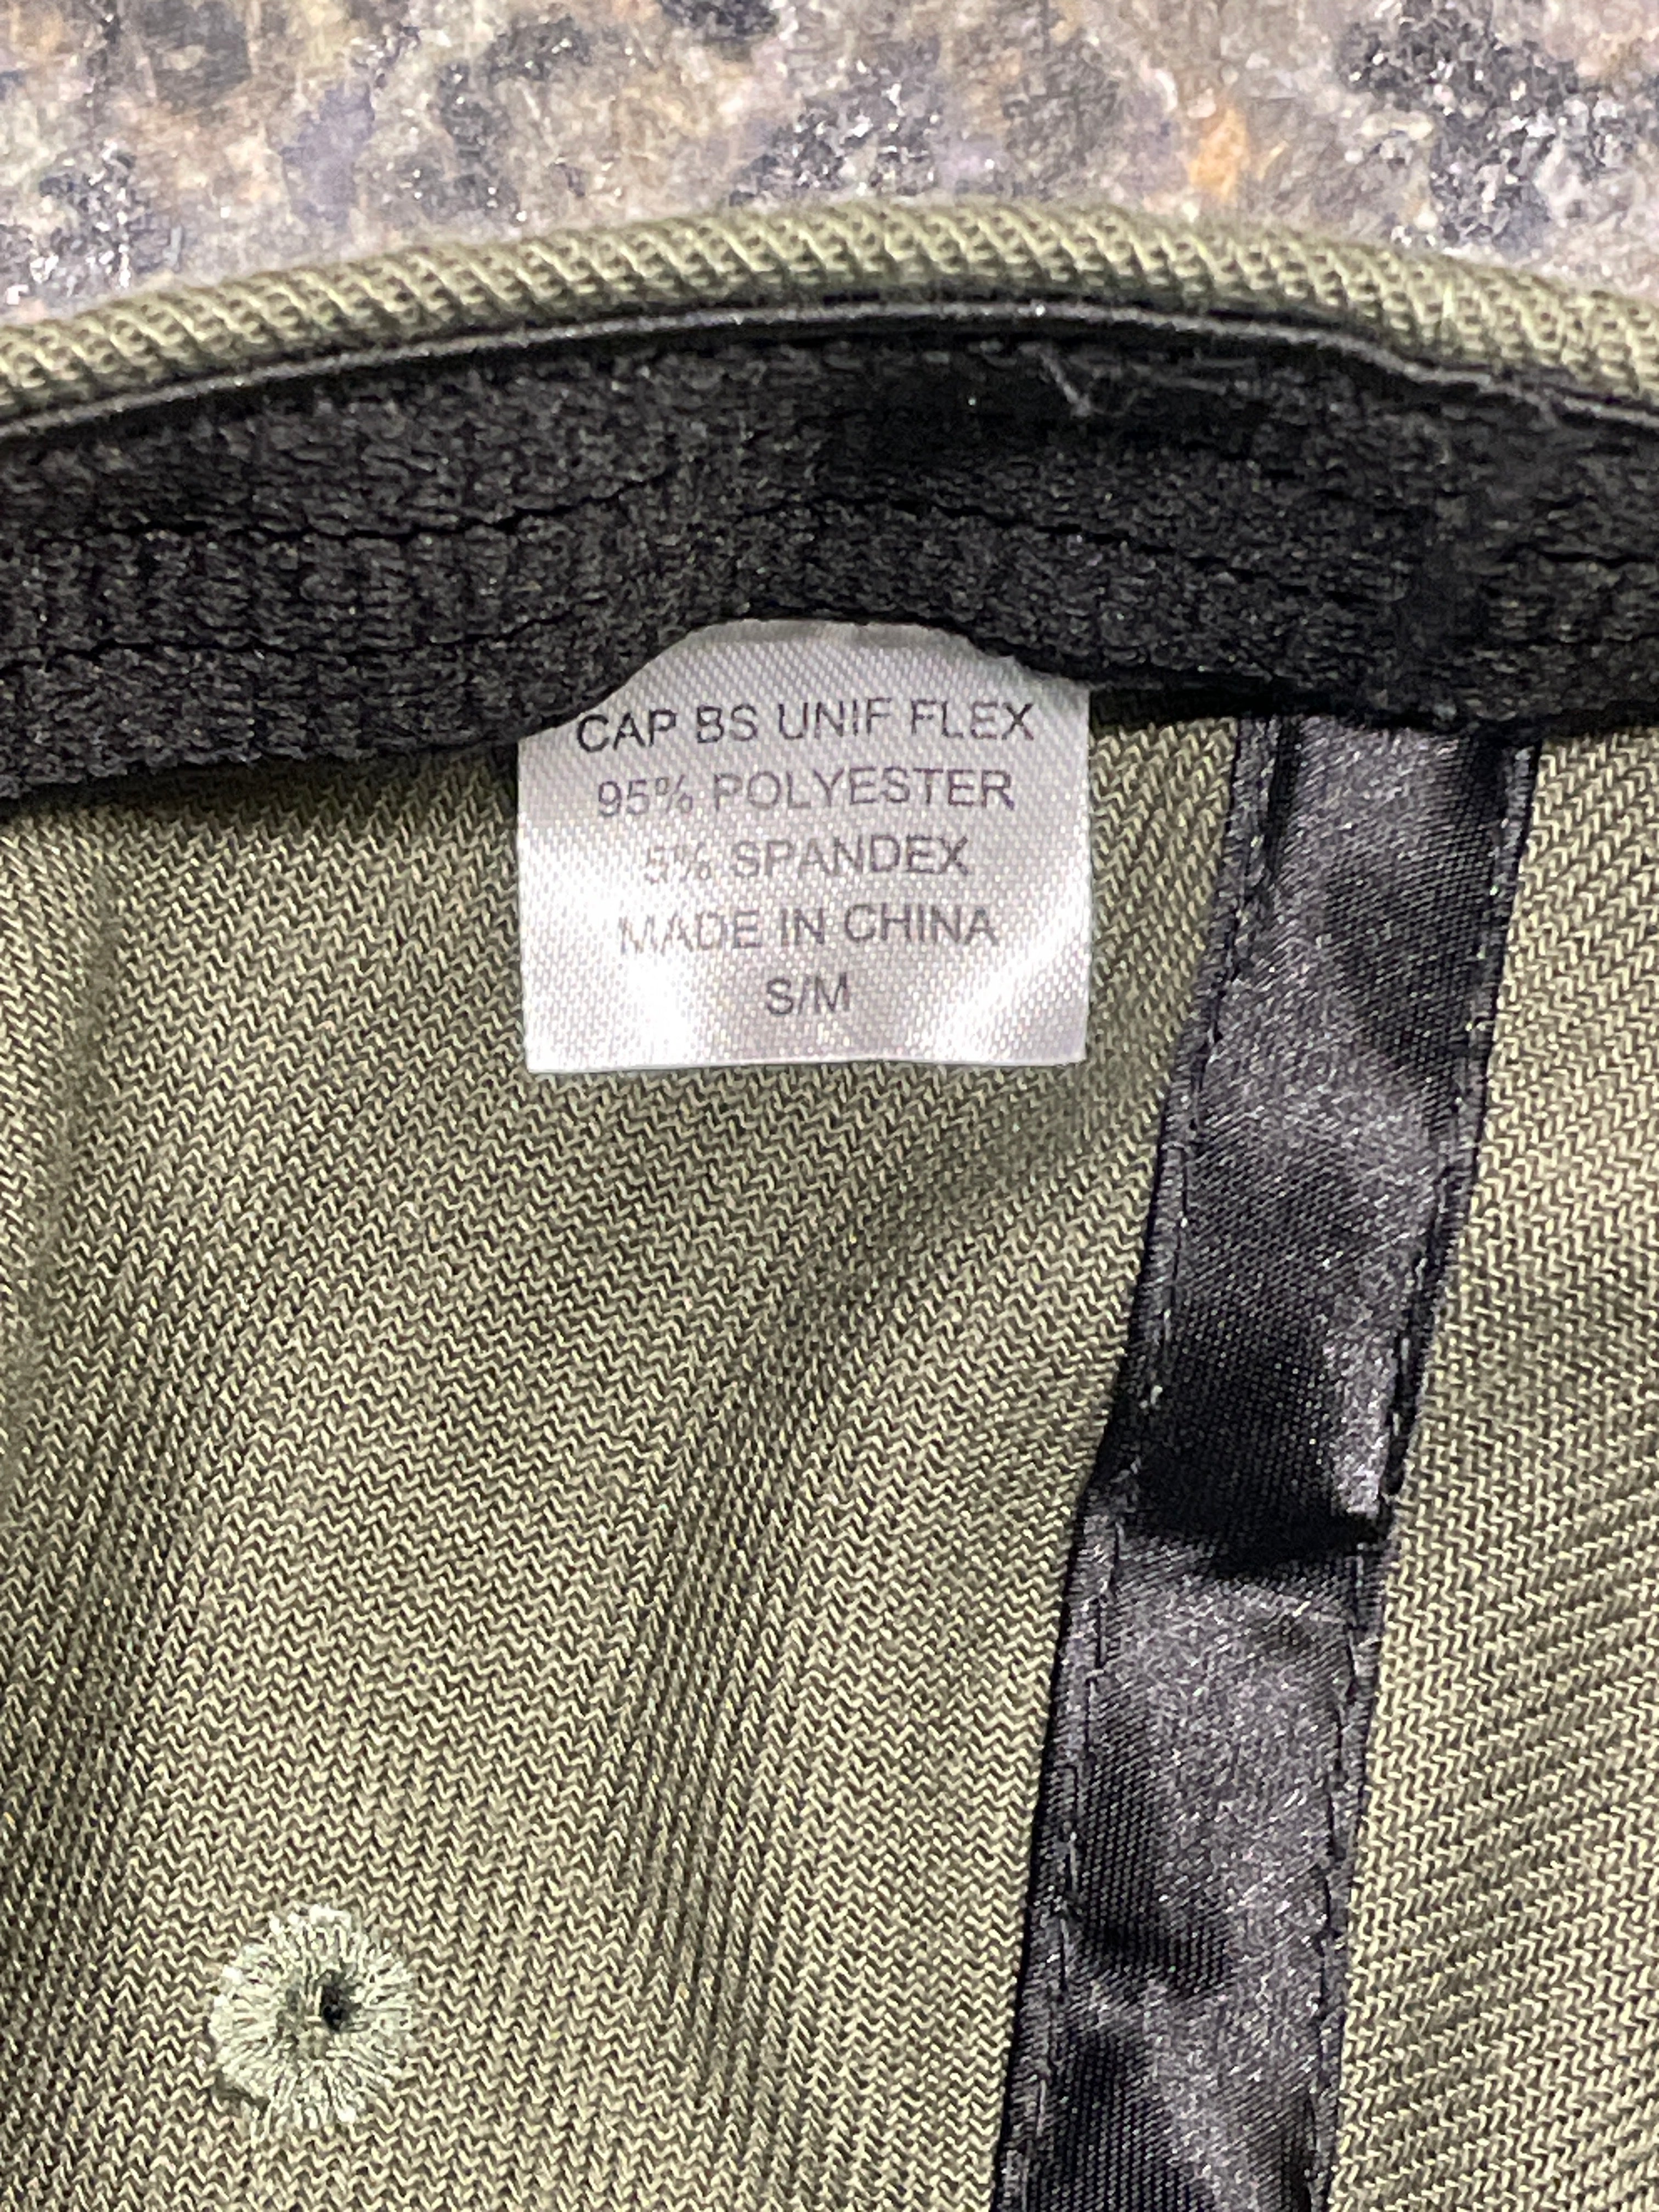 CAP BS UNIF FLEX
95% POLYESTER
5% SPANDEX
MADE IN CHINA
S/M